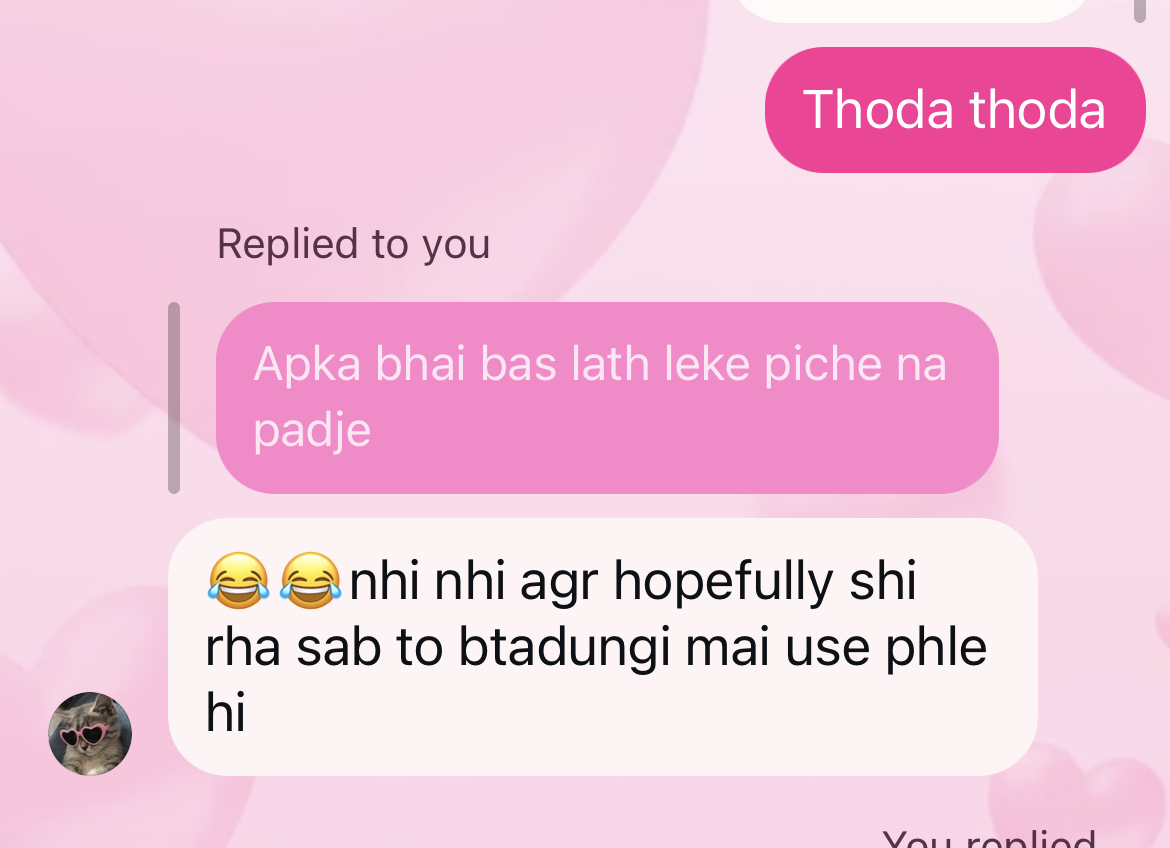 Thoda thoda
Replied to you
Apka bhai bas lath leke piche na
padje
😂😂nhi nhi agr hopefully shi
rha sab to btadungi mai use phle
hi
You replied